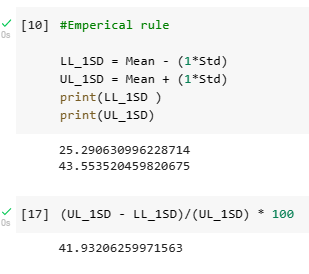 [10] #Emperical rule
0s
LL_1SD = Mean - (1*Std)
UL_1SD = Mean + (1*Std)
print(LL_1SD )
print(UL_1SD)
25.290630996228714
43.553520459820675
[17] (UL_1SD - LL_1SD)/(UL_1SD) * 100
0s
41.93206259971563